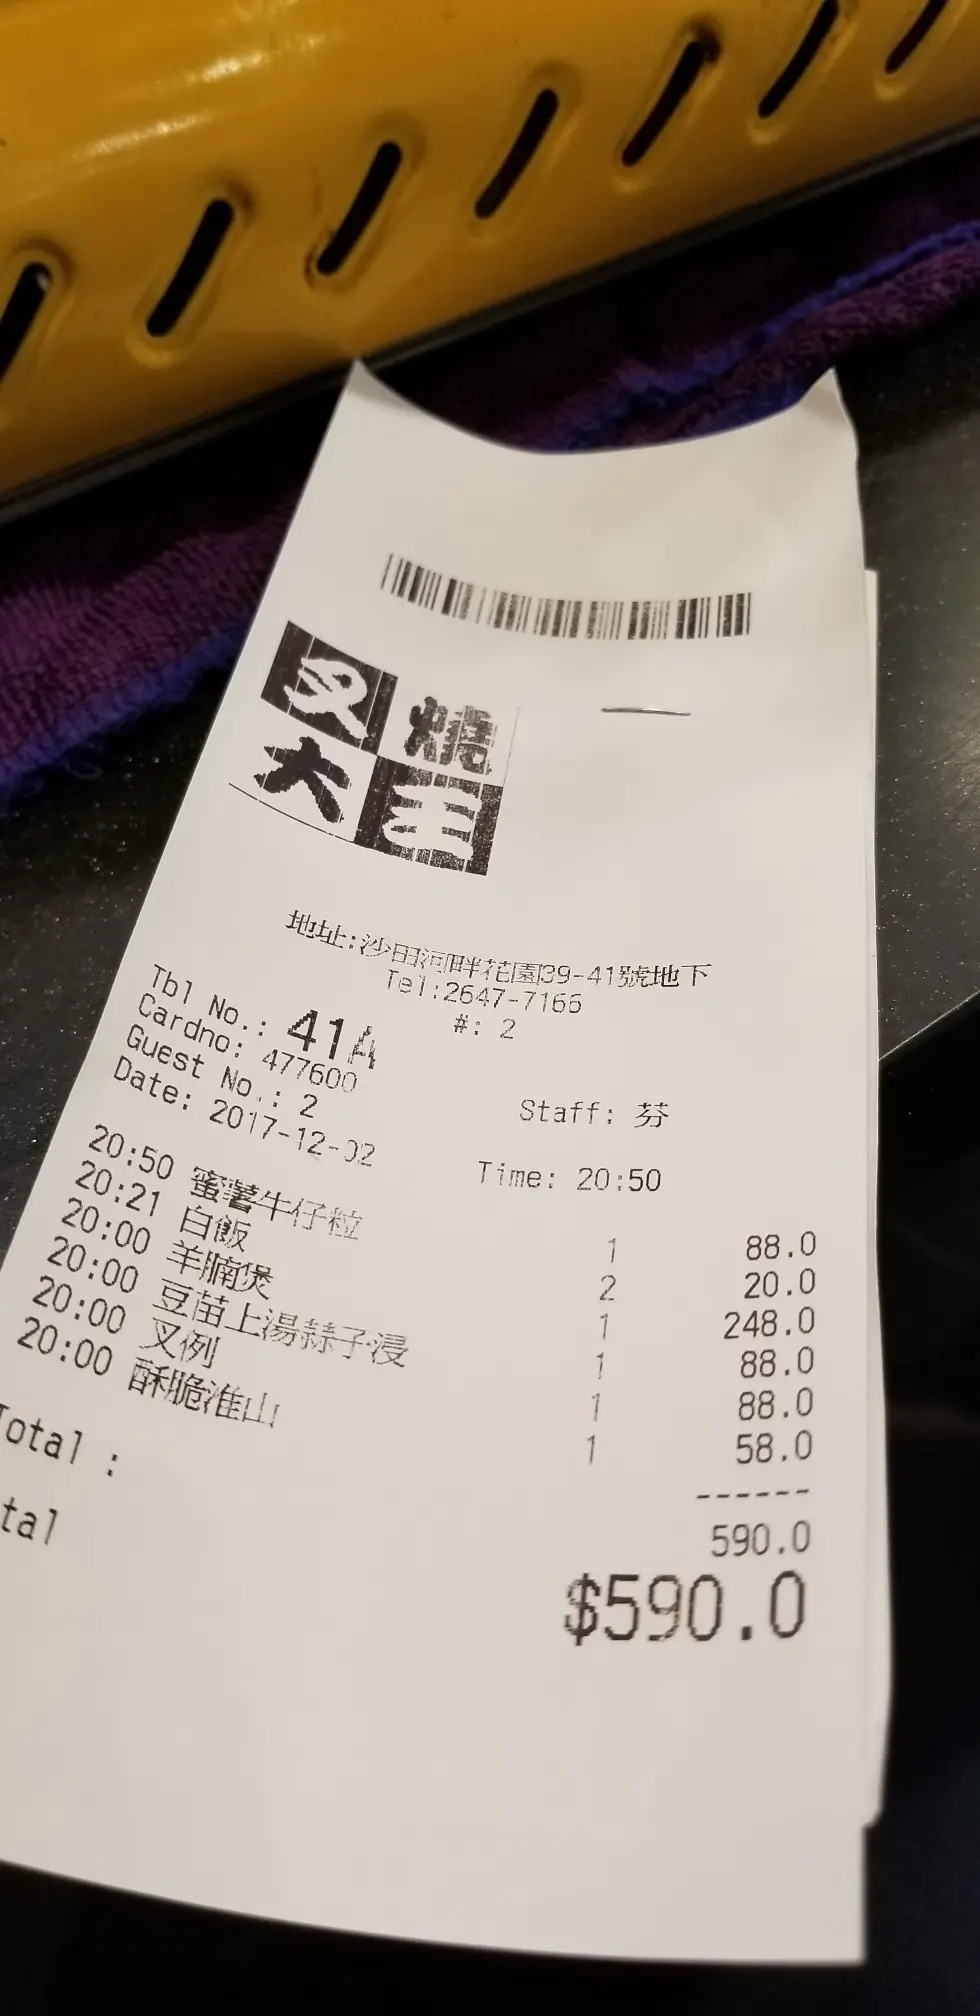 叉燒
大王
地址:沙田河畔花園39-41號地下
Tel:2647-7166
Tbl No.: 41A #: 2
Cardno: 477600
Guest No.: 2 Staff: 芬
Date: 2017-12-02 Time: 20:50
20:50 蜜薯牛仔粒 1 88.0
20:21 白飯 2 20.0
20:00 羊腩煲 1 248.0
20:00 豆苗上湯蒜子浸 1 88.0
20:00 叉例 1 88.0
20:00 酥脆淮山 1 58.0
------
Total : 590.0
tal $590.0